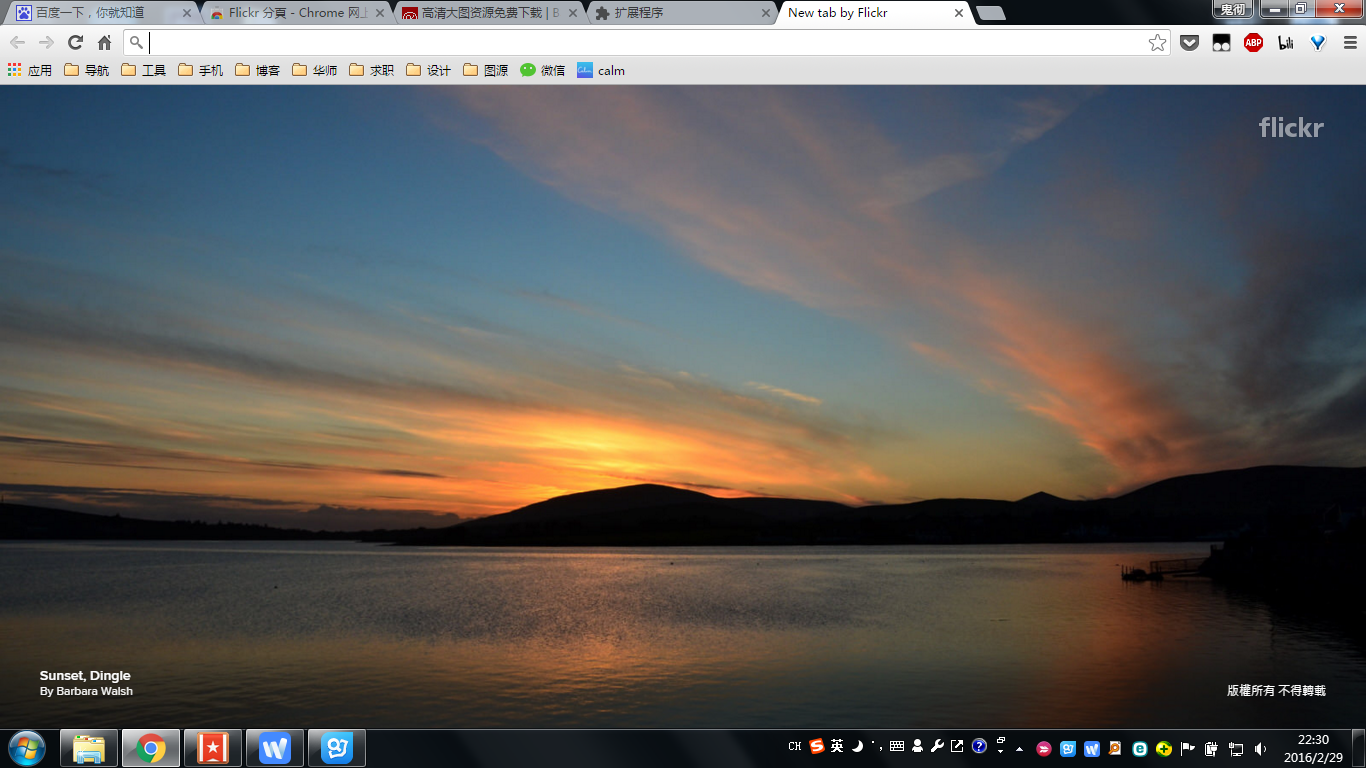 百度一下，你就知道
Flickr 分頁 - Chrome 网上
高清大图资源免费下载 | B
扩展程序
New tab by Flickr
鬼彻
ABP
bili
应用 导航 工具 手机 博客 华师 求职 设计 图源 微信 calm
flickr
Sunset, Dingle
By Barbara Walsh
版權所有 不得轉載
CH 英
22:30
2016/2/29